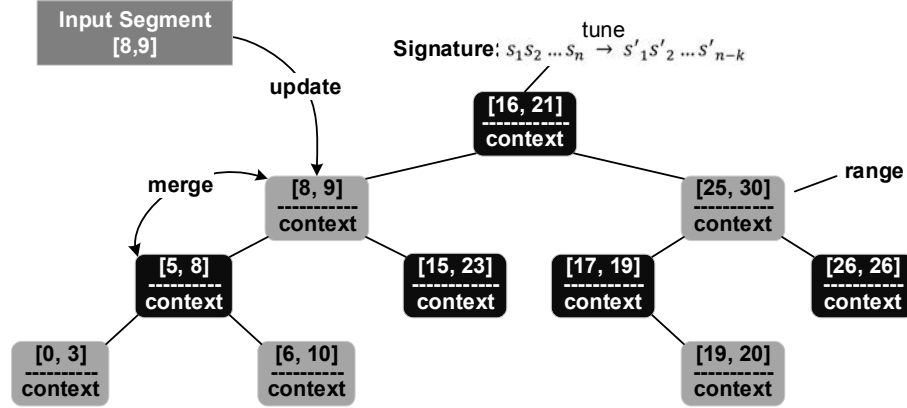 Input Segment
[8,9]
tune
Signature: s₁s₂ … sₙ → s′₁s′₂ … s′ₙ₋ₖ
update
[16, 21]
------------
context
merge
range
[8, 9]
-----------
context
[25, 30]
-----------
context
[5, 8]
-----------
context
[15, 23]
-----------
context
[17, 19]
-----------
context
[26, 26]
-----------
context
[0, 3]
-----------
context
[6, 10]
-----------
context
[19, 20]
-----------
context